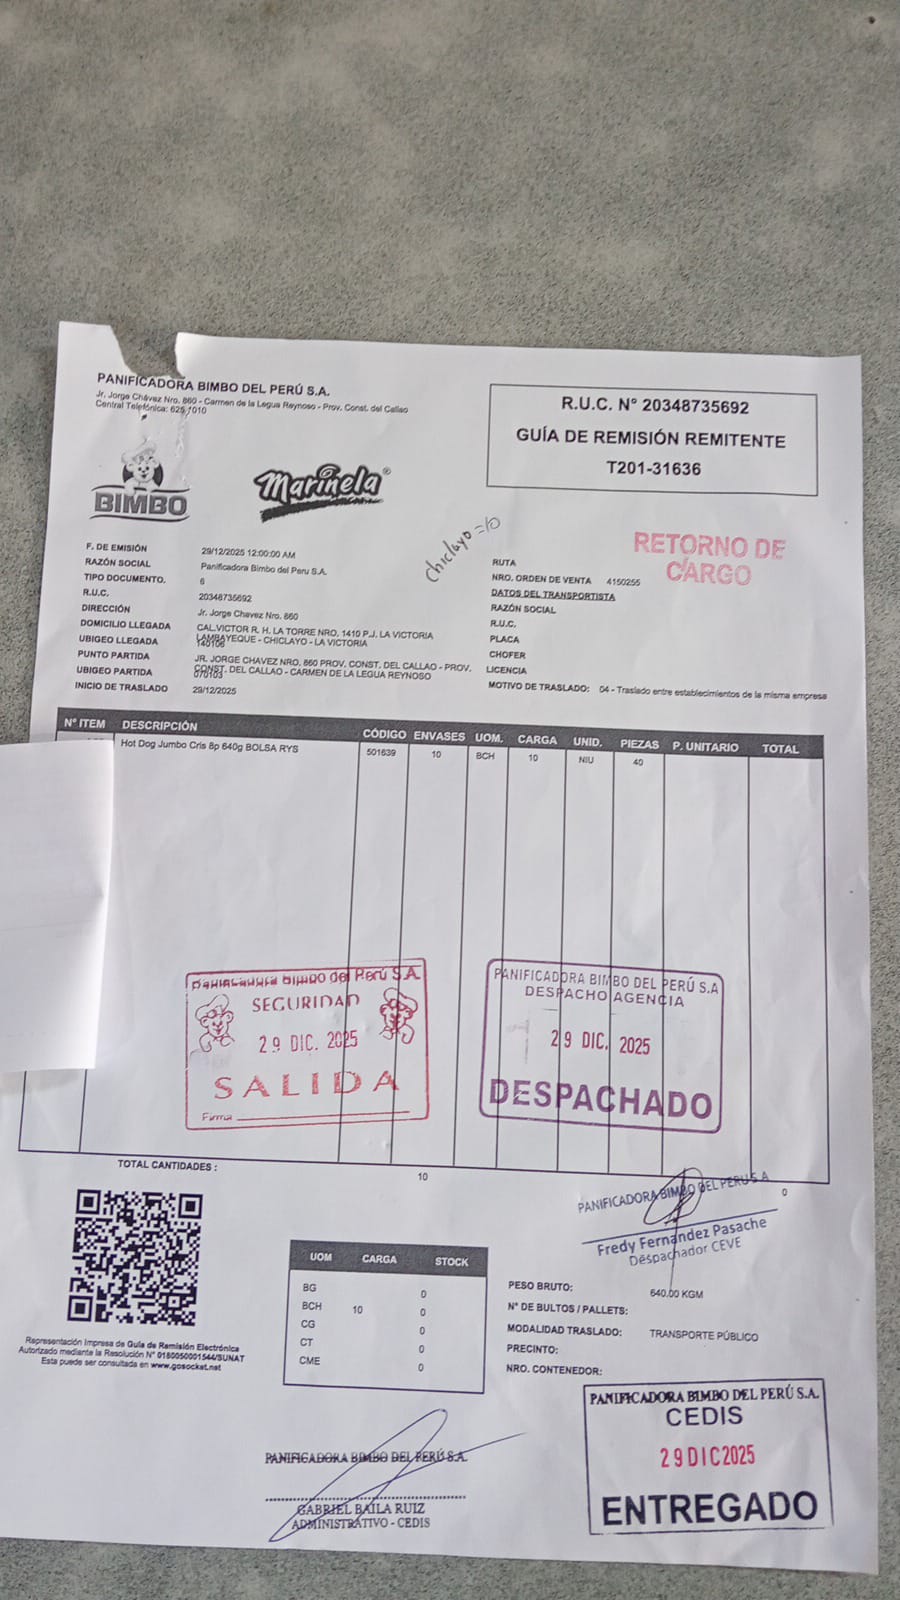 PANIFICADORA BIMBO DEL PERÚ S.A.
Jr. Jorge Chávez Nro. 860 - Carmen de la Legua Reynoso - Prov. Const. del Callao
Central Telefónica: 625 1010
BIMBO
Marinela®
R.U.C. N° 20348735692
GUÍA DE REMISIÓN REMITENTE
T201-31636
chiclayo = 10
RETORNO DE
CARGO
F. DE EMISIÓN 29/12/2025 12:00:00 AM
RAZÓN SOCIAL Panificadora Bimbo del Peru S.A.
TIPO DOCUMENTO. 6
R.U.C. 20348735692
DIRECCIÓN Jr. Jorge Chavez Nro. 860
DOMICILIO LLEGADA CAL.VICTOR R. H. LA TORRE NRO. 1410 P.J. LA VICTORIA
LAMBAYEQUE - CHICLAYO - LA VICTORIA
UBIGEO LLEGADA 140106
PUNTO PARTIDA JR. JORGE CHAVEZ NRO. 860 PROV. CONST. DEL CALLAO - PROV.
CONST. DEL CALLAO - CARMEN DE LA LEGUA REYNOSO
UBIGEO PARTIDA 070103
INICIO DE TRASLADO 29/12/2025
RUTA
NRO. ORDEN DE VENTA 4150255
DATOS DEL TRANSPORTISTA
RAZÓN SOCIAL
R.U.C.
PLACA
CHOFER
LICENCIA
MOTIVO DE TRASLADO: 04 - Traslado entre establecimientos de la misma empresa
N° ITEM DESCRIPCIÓN CÓDIGO ENVASES UOM. CARGA UNID. PIEZAS P. UNITARIO TOTAL
Hot Dog Jumbo Cris 8p 640g BOLSA RYS 501639 10 BCH 10 NIU 40
Panificadora Bimbo del Perú S.A.
SEGURIDAD
29 DIC. 2025
SALIDA
Firma
PANIFICADORA BIMBO DEL PERÚ S.A
DESPACHO AGENCIA
29 DIC. 2025
DESPACHADO
TOTAL CANTIDADES : 10 0
PANIFICADORA BIMBO DEL PERU S A
Fredy Fernández Pasache
Despachador CEVE
UOM CARGA STOCK
BG 0
BCH 10 0
CG 0
CT 0
CME 0
PESO BRUTO: 640.00 KGM
N° DE BULTOS / PALLETS:
MODALIDAD TRASLADO: TRANSPORTE PÚBLICO
PRECINTO:
NRO. CONTENEDOR:
Representación Impresa de Guía de Remisión Electrónica
Autorizado mediante la Resolución N° 0180050001544/SUNAT
Esta puede ser consultada en www.gosocket.net
PANIFICADORA BIMBO DEL PERÚ S.A.
GABRIEL BAILA RUIZ
ADMINISTRATIVO - CEDIS
PANIFICADORA BIMBO DEL PERÚ S.A.
CEDIS
29 DIC 2025
ENTREGADO